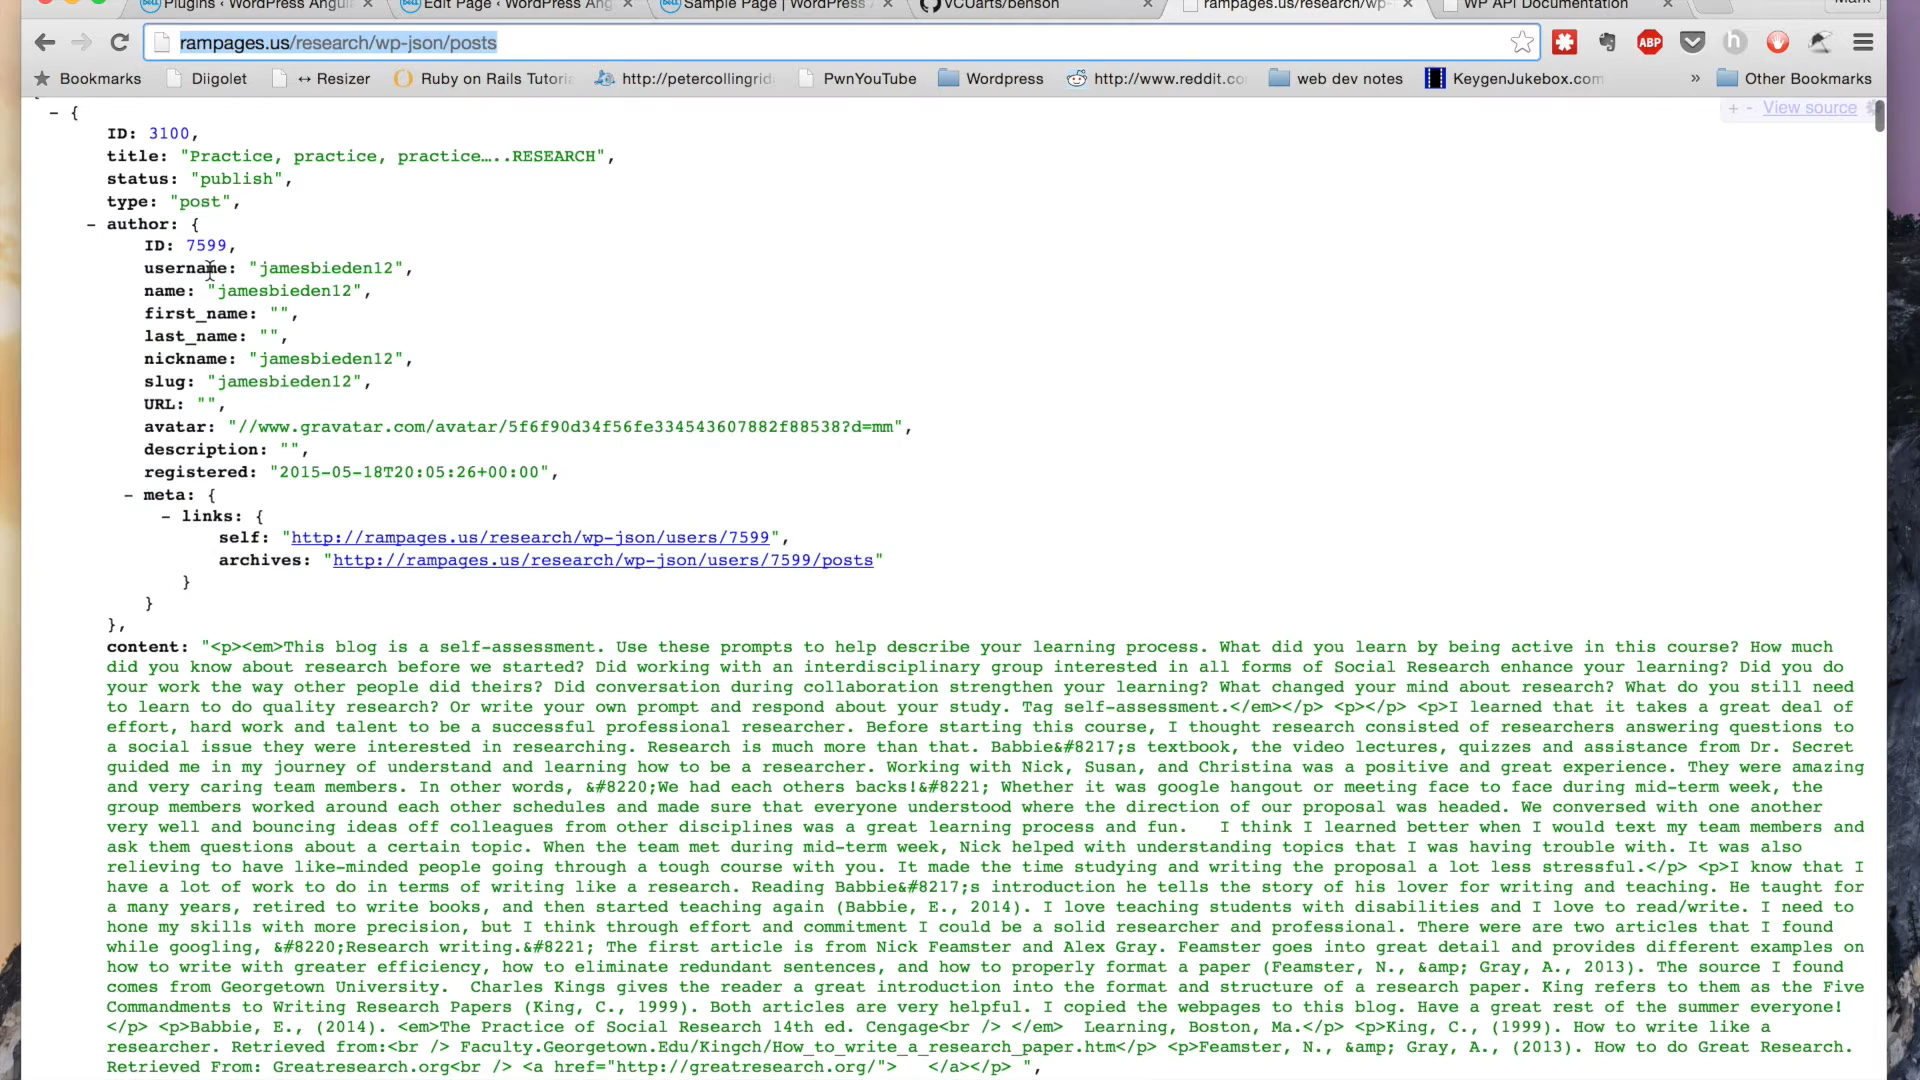 Plugins ‹ WordPress Angula × Edit Page ‹ WordPress Ang × Sample Page | WordPress × VCUarts/benson × rampages.us/research/wp- × WP API Documentation × Mark
rampages.us/research/wp-json/posts ABP h
Bookmarks Diigolet ↔ Resizer Ruby on Rails Tutoria http://petercollingrid PwnYouTube Wordpress http://www.reddit.co web dev notes KeygenJukebox.com » Other Bookmarks
- { + - View source
ID: 3100,
title: "Practice, practice, practice…..RESEARCH",
status: "publish",
type: "post",
- author: {
ID: 7599,
username: "jamesbieden12",
name: "jamesbieden12",
first_name: "",
last_name: "",
nickname: "jamesbieden12",
slug: "jamesbieden12",
URL: "",
avatar: "//www.gravatar.com/avatar/5f6f90d34f56fe334543607882f88538?d=mm",
description: "",
registered: "2015-05-18T20:05:26+00:00",
- meta: {
- links: {
self: "http://rampages.us/research/wp-json/users/7599",
archives: "http://rampages.us/research/wp-json/users/7599/posts"
}
}
},
content: "<p><em>This blog is a self-assessment. Use these prompts to help describe your learning process. What did you learn by being active in this course? How much
did you know about research before we started? Did working with an interdisciplinary group interested in all forms of Social Research enhance your learning? Did you do
your work the way other people did theirs? Did conversation during collaboration strengthen your learning? What changed your mind about research? What do you still need
to learn to do quality research? Or write your own prompt and respond about your study. Tag self-assessment.</em></p> <p></p> <p>I learned that it takes a great deal of
effort, hard work and talent to be a successful professional researcher. Before starting this course, I thought research consisted of researchers answering questions to
a social issue they were interested in researching. Research is much more than that. Babbie&#8217;s textbook, the video lectures, quizzes and assistance from Dr. Secret
guided me in my journey of understand and learning how to be a researcher. Working with Nick, Susan, and Christina was a positive and great experience. They were amazing
and very caring team members. In other words, &#8220;We had each others backs!&#8221; Whether it was google hangout or meeting face to face during mid-term week, the
group members worked around each other schedules and made sure that everyone understood where the direction of our proposal was headed. We conversed with one another
very well and bouncing ideas off colleagues from other disciplines was a great learning process and fun.   I think I learned better when I would text my team members and
ask them questions about a certain topic. When the team met during mid-term week, Nick helped with understanding topics that I was having trouble with. It was also
relieving to have like-minded people going through a tough course with you. It made the time studying and writing the proposal a lot less stressful.</p> <p>I know that I
have a lot of work to do in terms of writing like a research. Reading Babbie&#8217;s introduction he tells the story of his lover for writing and teaching. He taught for
a many years, retired to write books, and then started teaching again (Babbie, E., 2014). I love teaching students with disabilities and I love to read/write. I need to
hone my skills with more precision, but I think through effort and commitment I could be a solid researcher and professional. There were two articles that I found
while googling, &#8220;Research writing.&#8221; The first article is from Nick Feamster and Alex Gray. Feamster goes into great detail and provides different examples on
how to write with greater efficiency, how to eliminate redundant sentences, and how to properly format a paper (Feamster, N., &amp; Gray, A., 2013). The source I found
comes from Georgetown University.  Charles Kings gives the reader a great introduction into the format and structure of a research paper. King refers to them as the Five
Commandments to Writing Research Papers (King, C., 1999). Both articles are very helpful. I copied the webpages to this blog. Have a great rest of the summer everyone!
</p> <p>Babbie, E., (2014). <em>The Practice of Social Research 14th ed. Cengage<br /> </em>  Learning, Boston, Ma.</p> <p>King, C., (1999). How to write like a
researcher. Retrieved from:<br /> Faculty.Georgetown.Edu/Kingch/How_to_write_a_research_paper.htm</p> <p>Feamster, N., &amp; Gray, A., (2013). How to do Great Research.
Retrieved From: Greatresearch.org<br /> <a href="http://greatresearch.org/">   </a></p> ",